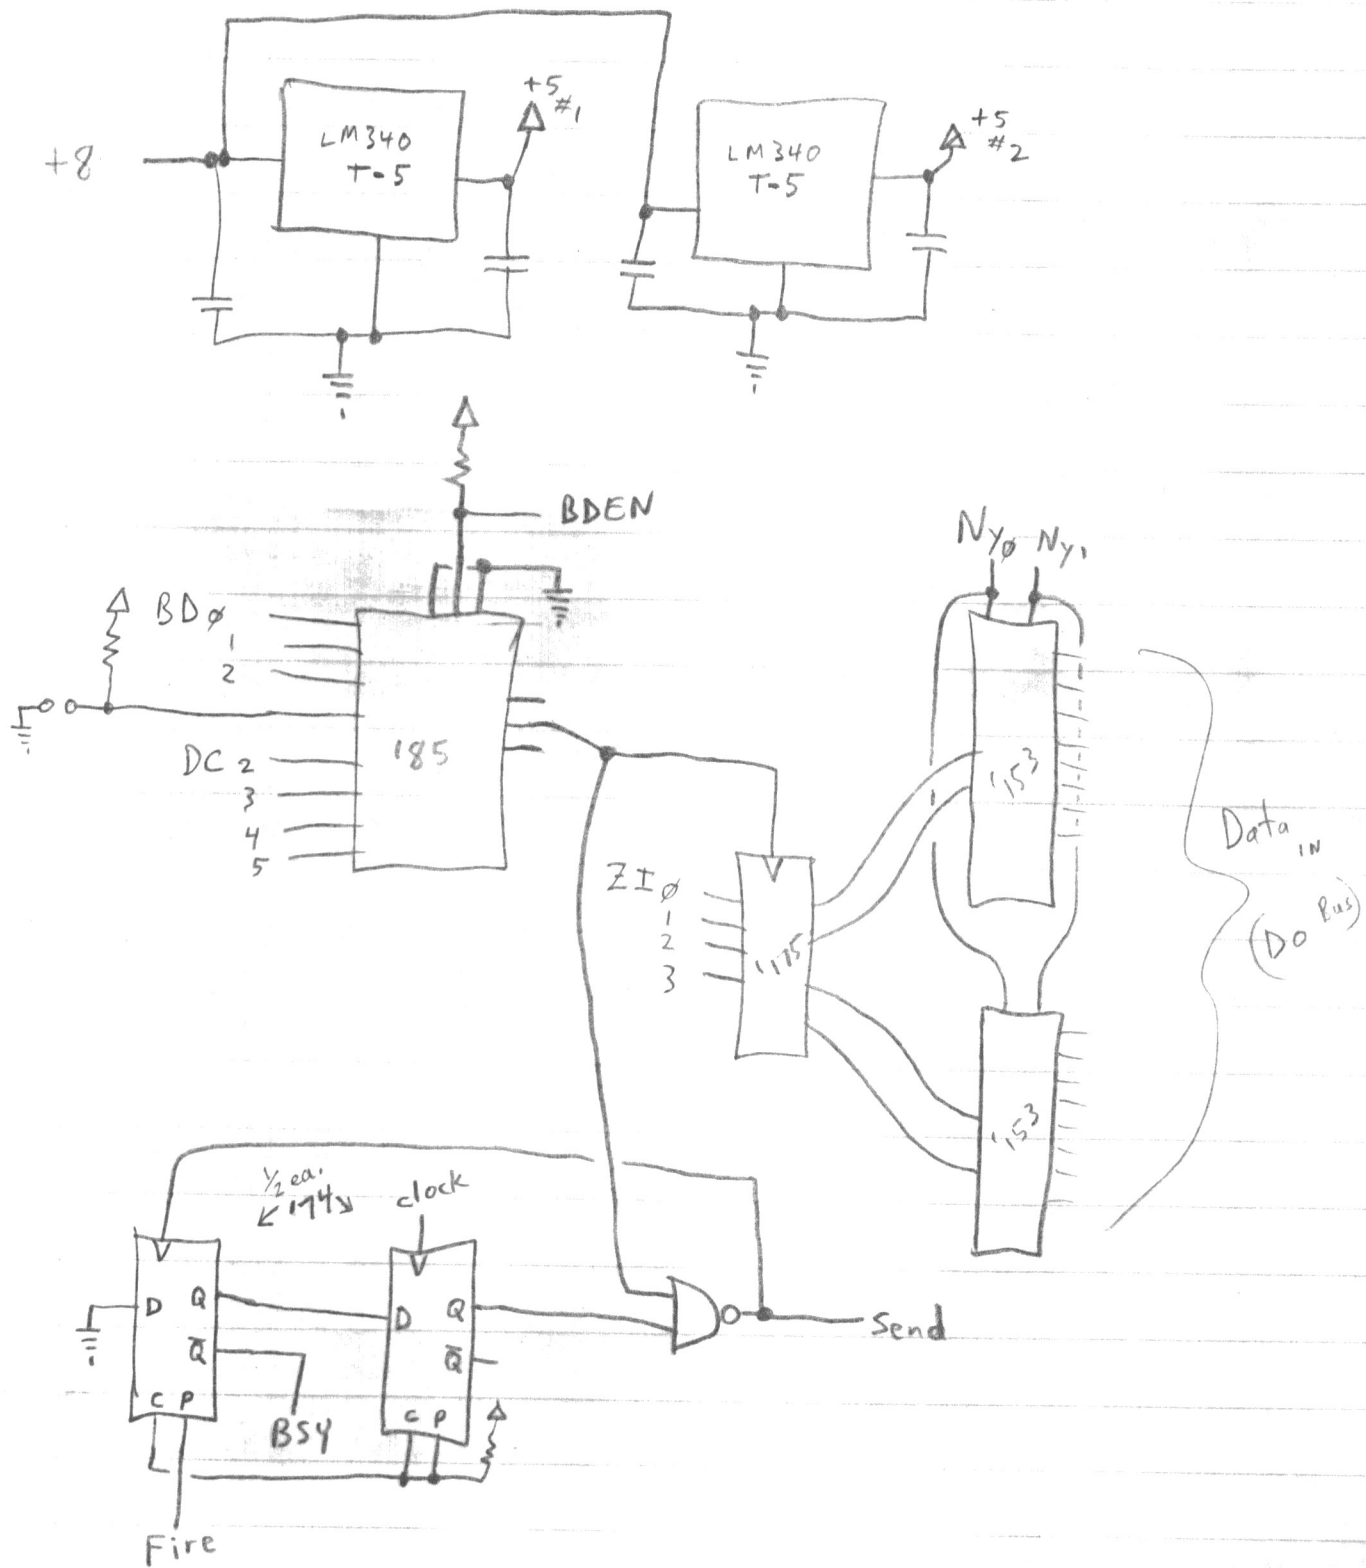 +8
LM340
T-5
+5
#1
LM340
T-5
+5
#2
BDEN
BDø
1
2
DC 2
3
4
5
185
NYø NY1
'153
Data IN
(DO Bus)
ZIø
1
2
3
'175
'153
1/2 ea.
'74
clock
D Q
Q̅
C P
BSY
Fire
D Q
Q̅
C P
Send